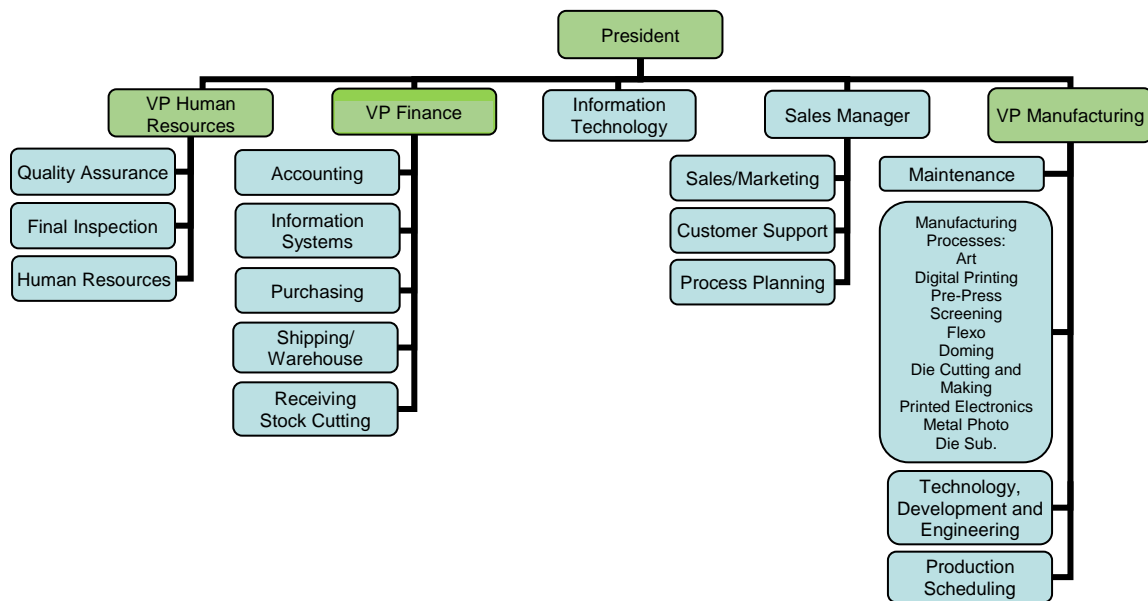 President
VP Human
Resources
VP Finance
Information
Technology
Sales Manager
VP Manufacturing
Quality Assurance
Final Inspection
Human Resources
Accounting
Information
Systems
Purchasing
Shipping/
Warehouse
Receiving
Stock Cutting
Sales/Marketing
Customer Support
Process Planning
Maintenance
Manufacturing
Processes:
Art
Digital Printing
Pre-Press
Screening
Flexo
Doming
Die Cutting and
Making
Printed Electronics
Metal Photo
Die Sub.
Technology,
Development and
Engineering
Production
Scheduling